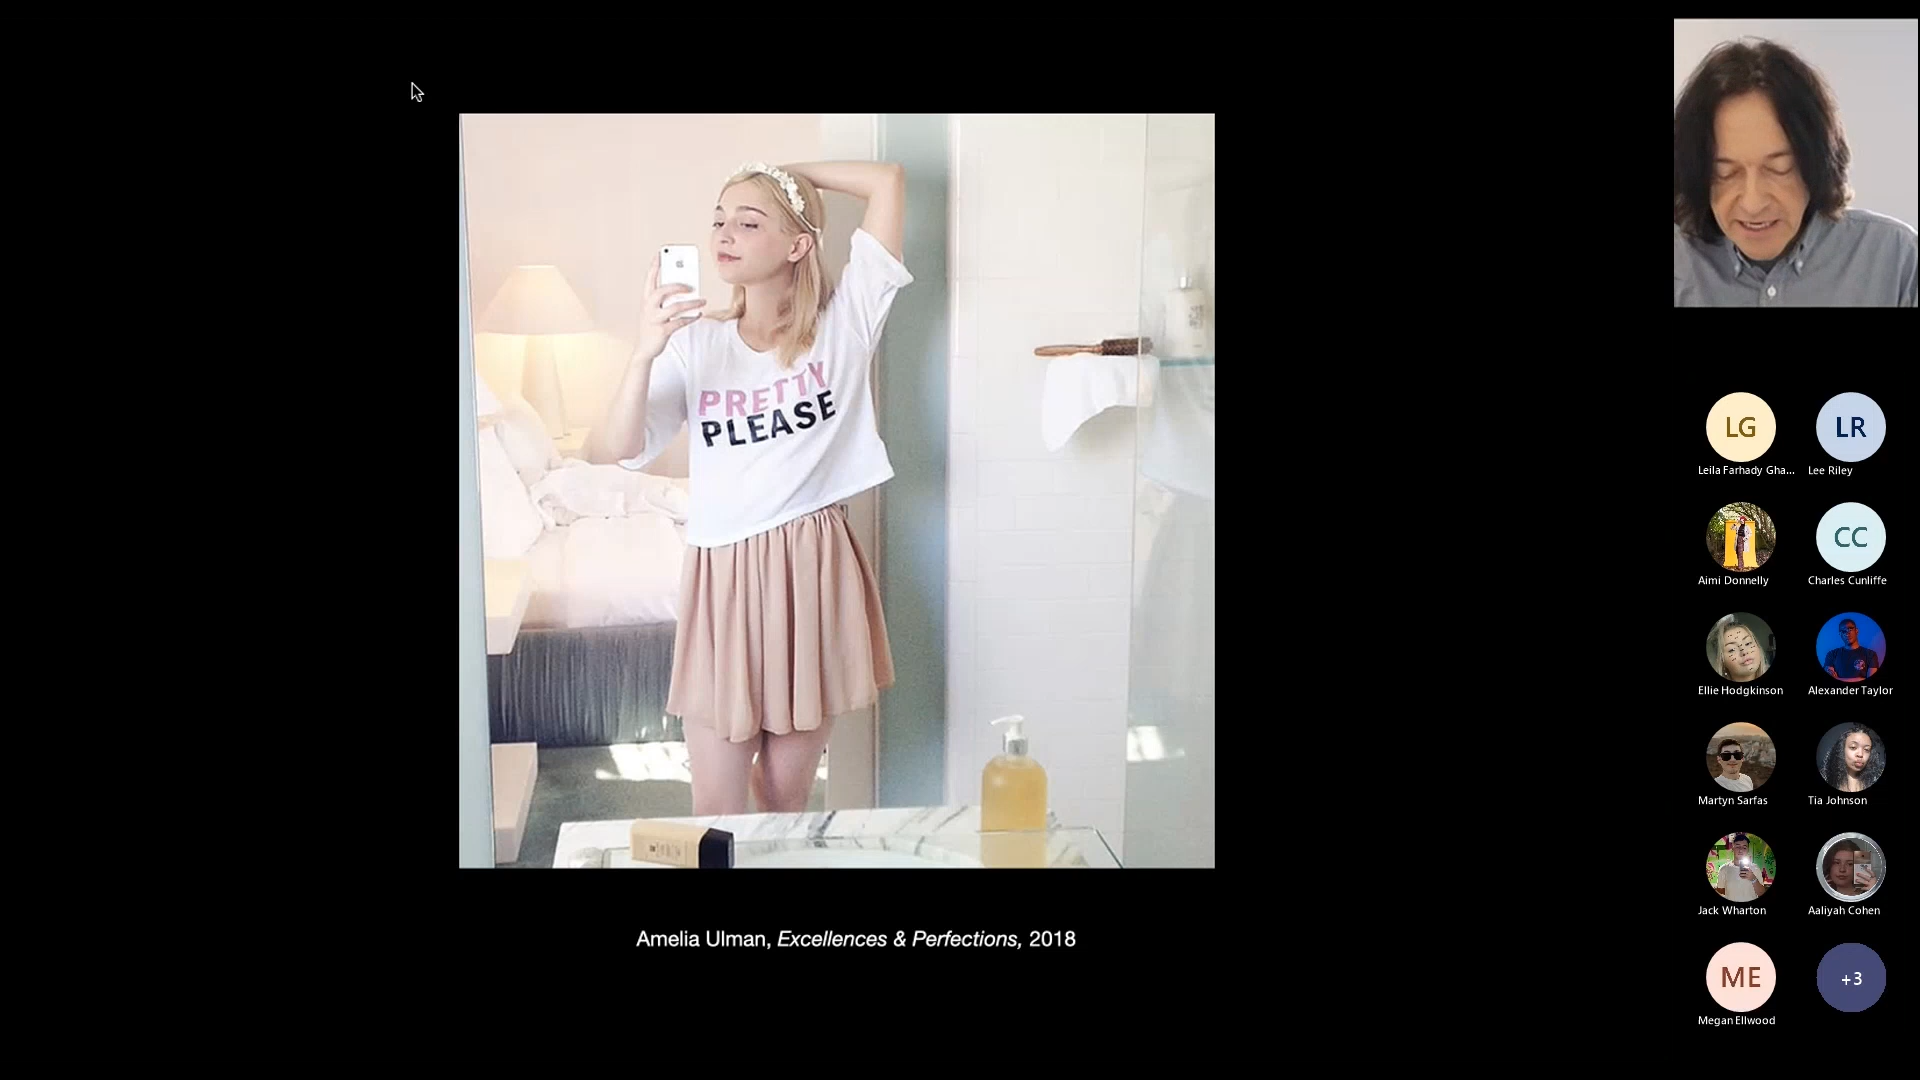 PRETTY
PLEASE
Amelia Ulman, Excellences & Perfections, 2018
LG
LR
Leila Farhady Gha...
Lee Riley
CC
Aimi Donnelly
Charles Cunliffe
Ellie Hodgkinson
Alexander Taylor
Martyn Sarfas
Tia Johnson
Jack Wharton
Aaliyah Cohen
ME
+3
Megan Ellwood